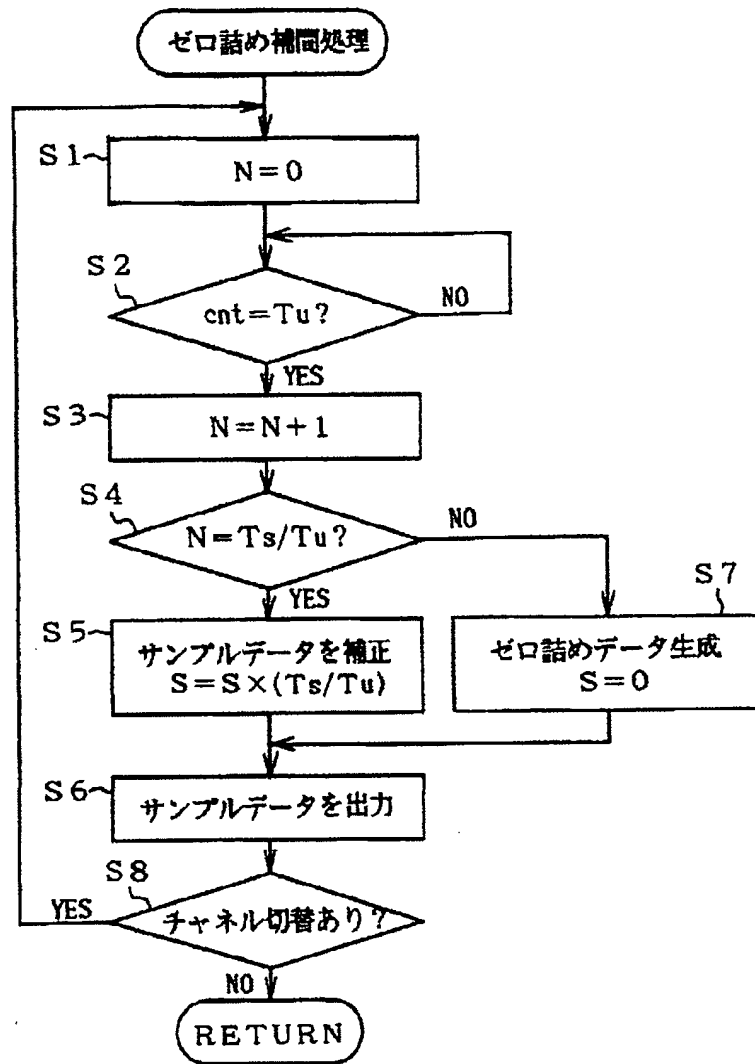 ゼロ詰め補間処理
S1
N=0
S2
cnt=Tu?
NO
YES
S3
N=N+1
S4
N=Ts/Tu?
NO
YES
S5
サンプルデータを補正
S=S×(Ts/Tu)
S7
ゼロ詰めデータ生成
S=0
S6
サンプルデータを出力
S8
YES
チャネル切替あり?
NO
RETURN